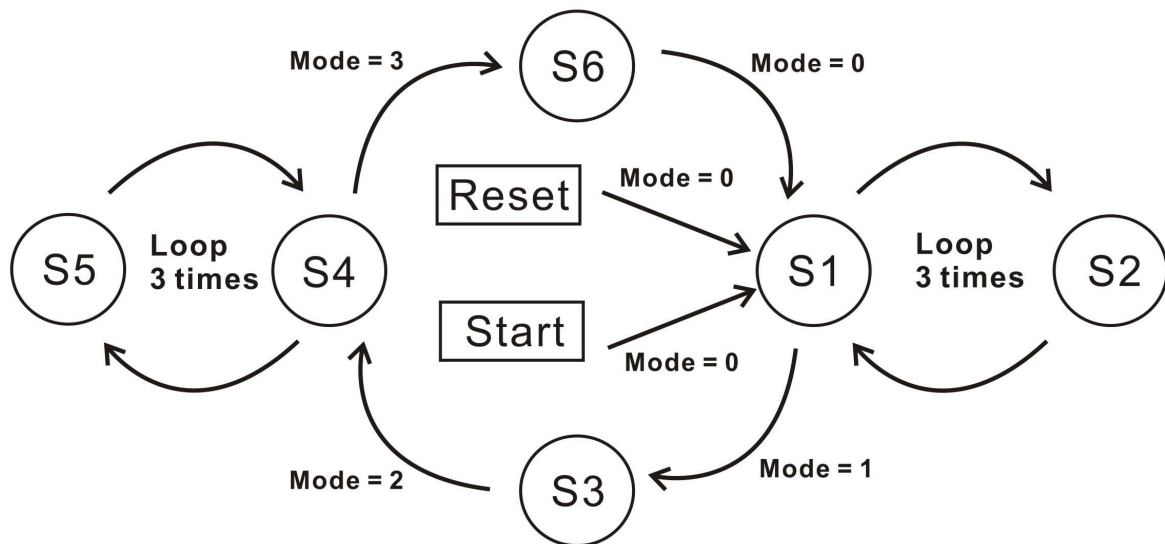 Mode = 3
S6
Mode = 0
Reset
Mode = 0
S5
Loop
3 times
S4
S1
Loop
3 times
S2
Start
Mode = 0
Mode = 2
S3
Mode = 1